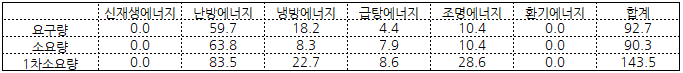 신재생에너지 난방에너지 냉방에너지 급탕에너지 조명에너지 환기에너지 합계
요구량 0.0 59.7 18.2 4.4 10.4 0.0 92.7
소요량 0.0 63.8 8.3 7.9 10.4 0.0 90.3
1차소요량 0.0 83.5 22.7 8.6 28.6 0.0 143.5